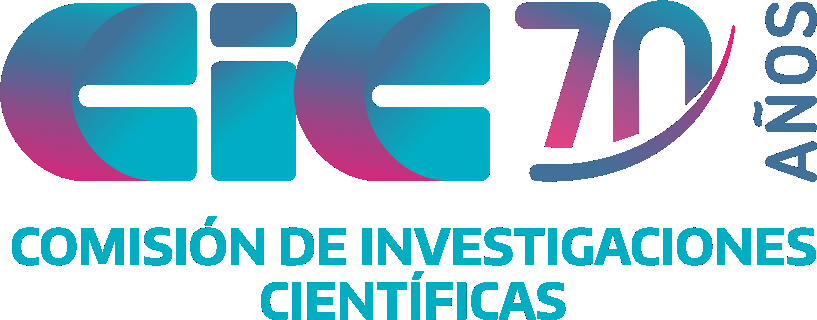 CiC 70 AÑOS
COMISIÓN DE INVESTIGACIONES
CIENTÍFICAS